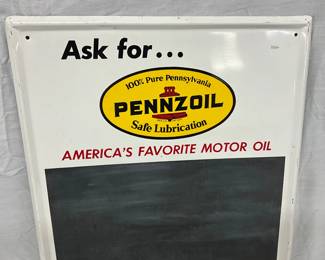 Ask for...
100% Pure Pennsylvania
PENNZOIL
Safe Lubrication
AMERICA'S FAVORITE MOTOR OIL